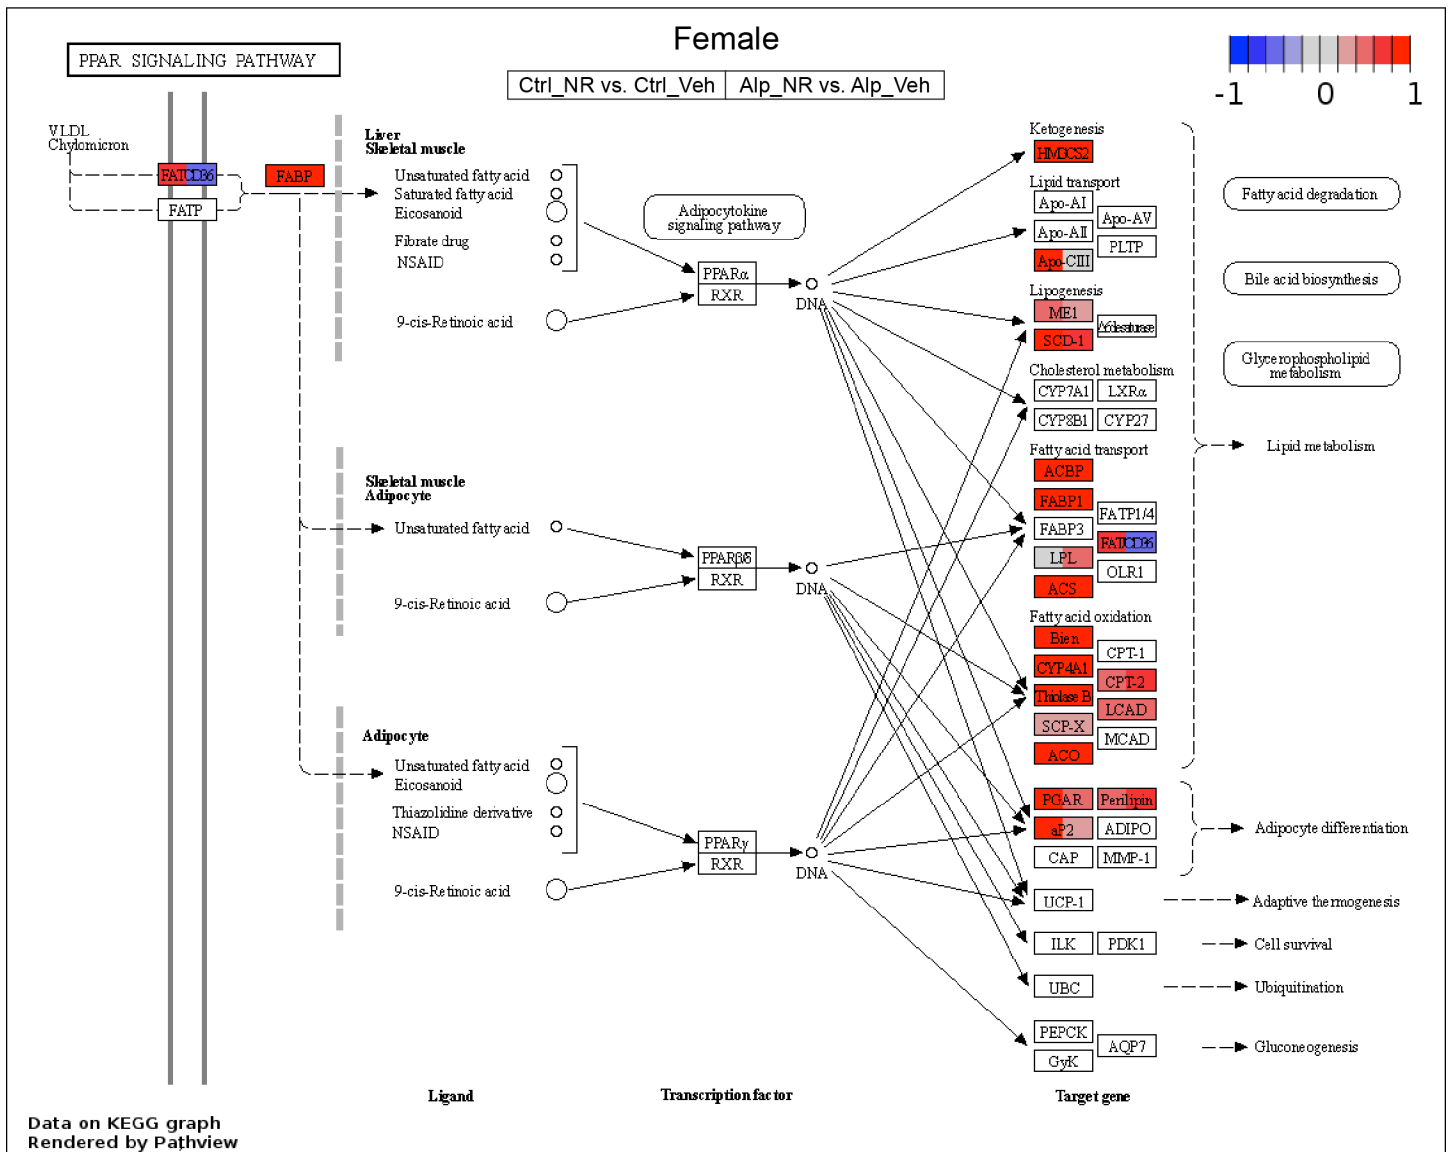 Female
PPAR SIGNALING PATHWAY
Ctrl_NR vs. Ctrl_Veh
Alp_NR vs. Alp_Veh
-1
0
1
VLDL
Chylomicron
FATCD36
FATP
FABP
Liver
Skeletal muscle
Unsaturated fatty acid
Saturated fatty acid
Eicosanoid
Fibrate drug
NSAID
9-cis-Retinoic acid
Adipocytokine
signaling pathway
PPARα
RXR
DNA
Skeletal muscle
Adipocyte
Unsaturated fatty acid
9-cis-Retinoic acid
PPARβ/δ
RXR
DNA
Adipocyte
Unsaturated fatty acid
Eicosanoid
Thiazolidine derivative
NSAID
9-cis-Retinoic acid
PPARγ
RXR
DNA
Ketogenesis
HMGCS2
Lipid transport
Apo-AI
Apo-AV
Apo-AII
PLTP
Apo-CIII
Lipogenesis
ME1
Δ6desaturase
SCD-1
Cholesterol metabolism
CYP7A1
LXRα
CYP8B1
CYP27
Fatty acid transport
ACBP
FABP1
FATP1/4
FABP3
FATCD36
LPL
OLR1
ACS
Fatty acid oxidation
Bien
CPT-1
CYP4A1
CPT-2
Thiolase B
LCAD
SCP-X
MCAD
ACO
PGAR
Perilipin
aP2
ADIPO
CAP
MMP-1
UCP-1
ILK
PDK1
UBC
PEPCK
AQP7
GyK
Fatty acid degradation
Bile acid biosynthesis
Glycerophospholipid
metabolism
Lipid metabolism
Adipocyte differentiation
Adaptive thermogenesis
Cell survival
Ubiquitination
Gluconeogenesis
Ligand
Transcription factor
Target gene
Data on KEGG graph
Rendered by Pathview